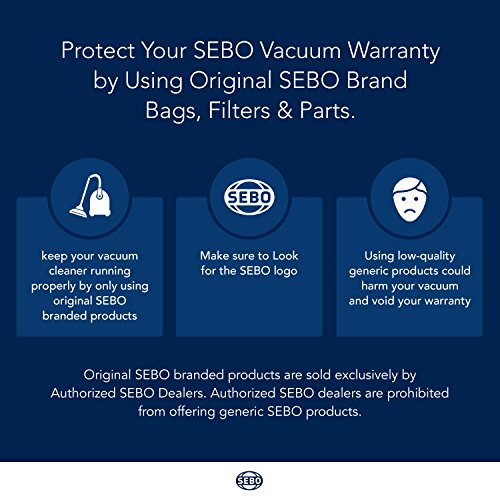 Protect Your SEBO Vacuum Warranty
by Using Original SEBO Brand
Bags, Filters & Parts.
keep your vacuum
cleaner running
properly by only using
original SEBO
branded products
SEBO
Make sure to Look
for the SEBO logo
Using low-quality
generic products could
harm your vacuum
and void your warranty
Original SEBO branded products are sold exclusively by
Authorized SEBO Dealers. Authorized SEBO dealers are prohibited
from offering generic SEBO products.
SEBO